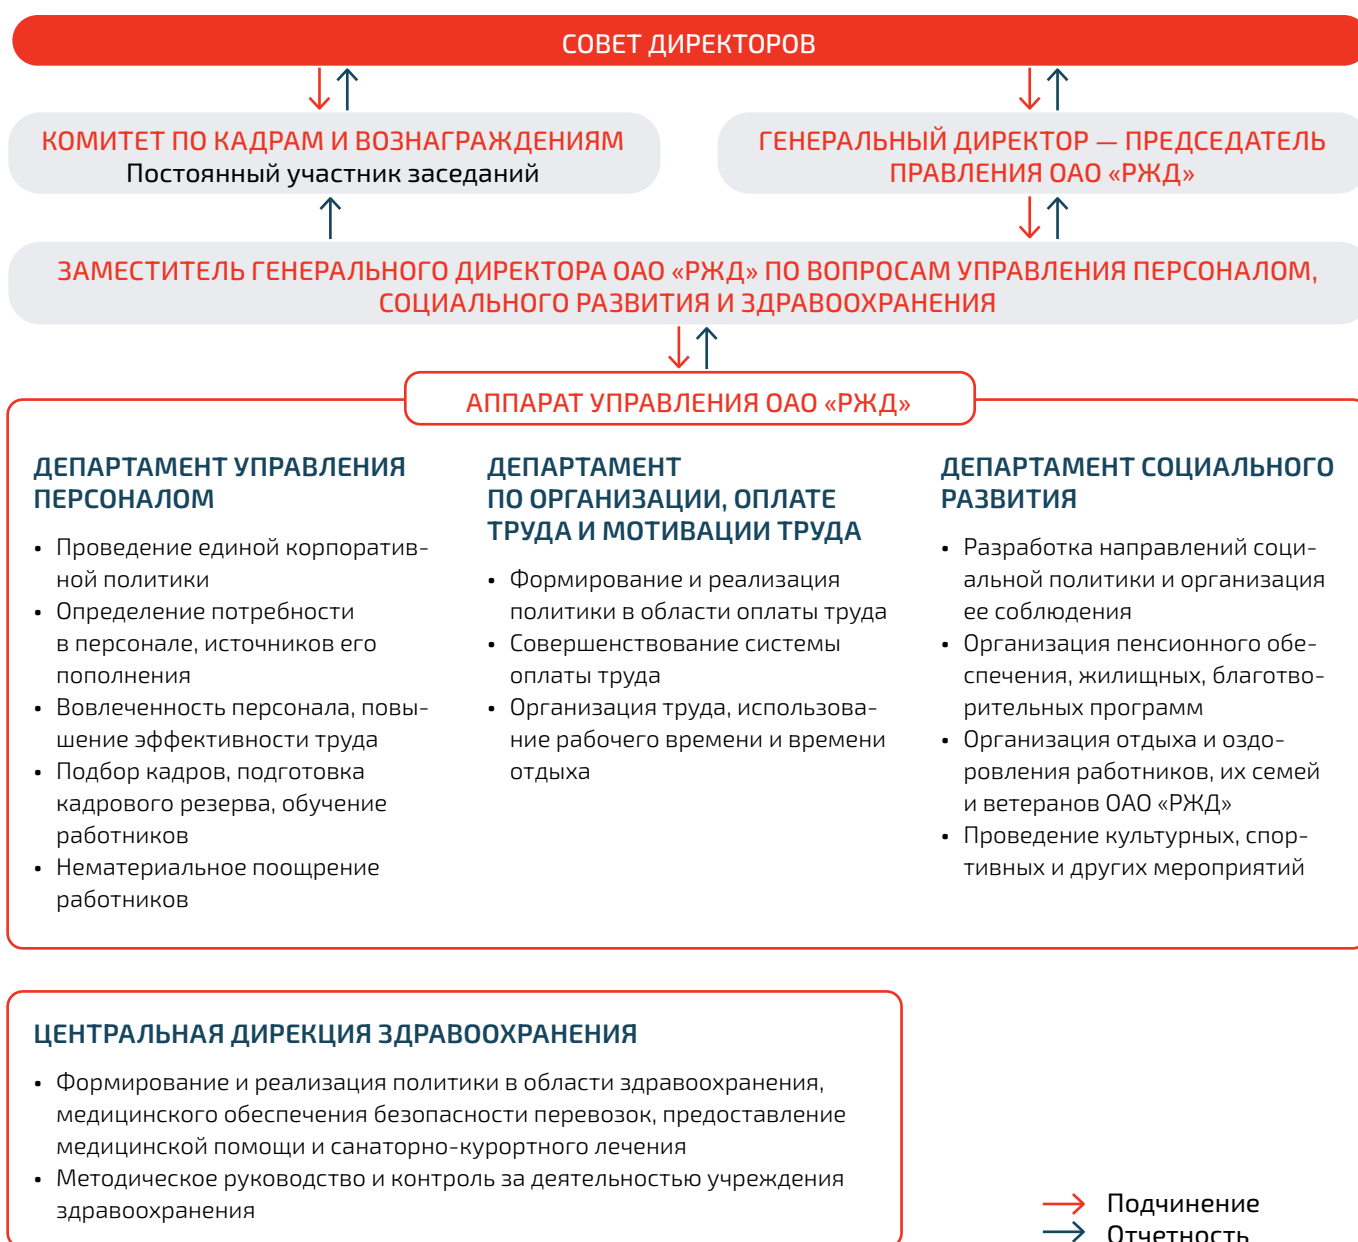 СОВЕТ ДИРЕКТОРОВ
КОМИТЕТ ПО КАДРАМ И ВОЗНАГРАЖДЕНИЯМ
Постоянный участник заседаний
ГЕНЕРАЛЬНЫЙ ДИРЕКТОР — ПРЕДСЕДАТЕЛЬ
ПРАВЛЕНИЯ ОАО «РЖД»
ЗАМЕСТИТЕЛЬ ГЕНЕРАЛЬНОГО ДИРЕКТОРА ОАО «РЖД» ПО ВОПРОСАМ УПРАВЛЕНИЯ ПЕРСОНАЛОМ,
СОЦИАЛЬНОГО РАЗВИТИЯ И ЗДРАВООХРАНЕНИЯ
АППАРАТ УПРАВЛЕНИЯ ОАО «РЖД»
ДЕПАРТАМЕНТ УПРАВЛЕНИЯ
ПЕРСОНАЛОМ
• Проведение единой корпоратив-
ной политики
• Определение потребности
в персонале, источников его
пополнения
• Вовлеченность персонала, повы-
шение эффективности труда
• Подбор кадров, подготовка
кадрового резерва, обучение
работников
• Нематериальное поощрение
работников
ДЕПАРТАМЕНТ
ПО ОРГАНИЗАЦИИ, ОПЛАТЕ
ТРУДА И МОТИВАЦИИ ТРУДА
• Формирование и реализация
политики в области оплаты труда
• Совершенствование системы
оплаты труда
• Организация труда, использова-
ние рабочего времени и времени
отдыха
ДЕПАРТАМЕНТ СОЦИАЛЬНОГО
РАЗВИТИЯ
• Разработка направлений соци-
альной политики и организация
ее соблюдения
• Организация пенсионного обе-
спечения, жилищных, благотво-
рительных программ
• Организация отдыха и оздо-
ровления работников, их семей
и ветеранов ОАО «РЖД»
• Проведение культурных, спор-
тивных и других мероприятий
ЦЕНТРАЛЬНАЯ ДИРЕКЦИЯ ЗДРАВООХРАНЕНИЯ
• Формирование и реализация политики в области здравоохранения,
медицинского обеспечения безопасности перевозок, предоставление
медицинской помощи и санаторно-курортного лечения
• Методическое руководство и контроль за деятельностью учреждения
здравоохранения
Подчинение
Отчетность